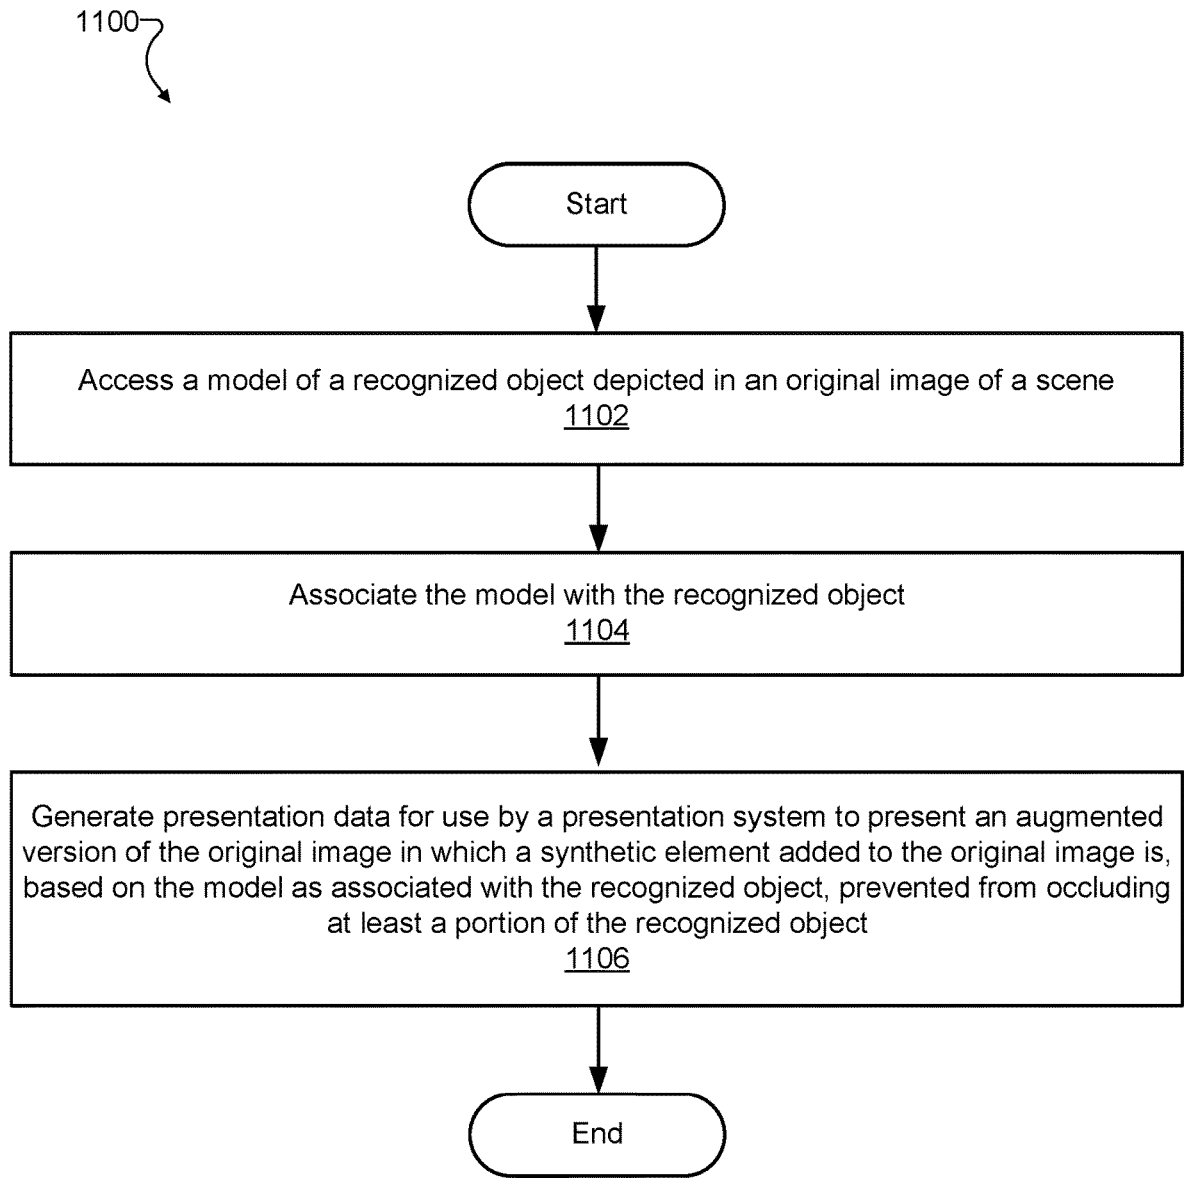 1100
Start
Access a model of a recognized object depicted in an original image of a scene
1102
Associate the model with the recognized object
1104
Generate presentation data for use by a presentation system to present an augmented
version of the original image in which a synthetic element added to the original image is,
based on the model as associated with the recognized object, prevented from occluding
at least a portion of the recognized object
1106
End